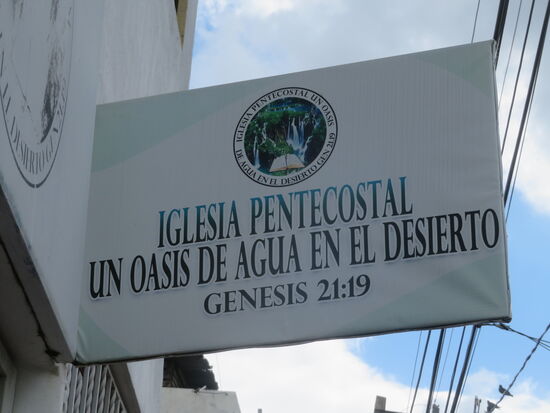 IGLESIA PENTECOSTAL UN OASIS
DE AGUA EN EL DESIERTO GEN 21:19
IGLESIA PENTECOSTAL
UN OASIS DE AGUA EN EL DESIERTO
GENESIS 21:19